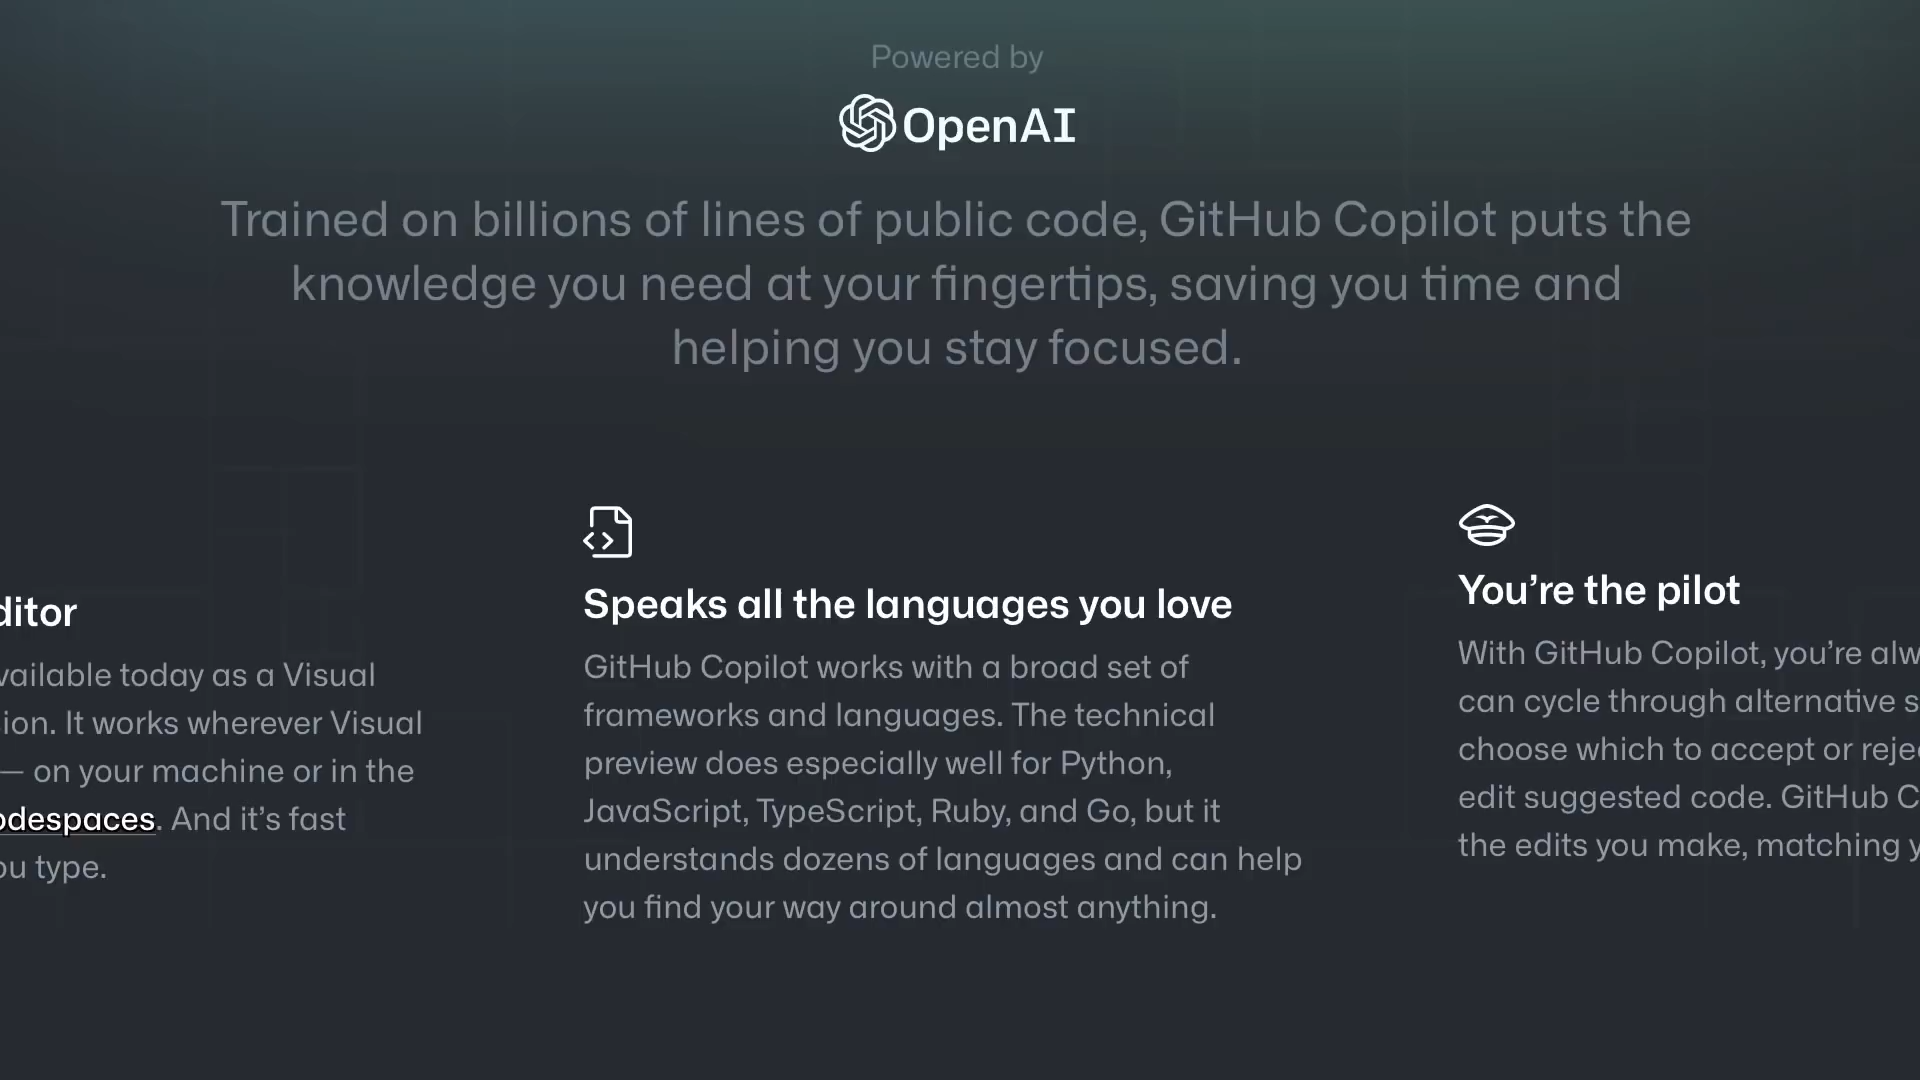 Powered by
OpenAI
Trained on billions of lines of public code, GitHub Copilot puts the
knowledge you need at your fingertips, saving you time and
helping you stay focused.
ditor
vailable today as a Visual
ion. It works wherever Visual
— on your machine or in the
odespaces. And it’s fast
ou type.
Speaks all the languages you love
GitHub Copilot works with a broad set of
frameworks and languages. The technical
preview does especially well for Python,
JavaScript, TypeScript, Ruby, and Go, but it
understands dozens of languages and can help
you find your way around almost anything.
You’re the pilot
With GitHub Copilot, you’re alw
can cycle through alternative s
choose which to accept or reje
edit suggested code. GitHub C
the edits you make, matching y